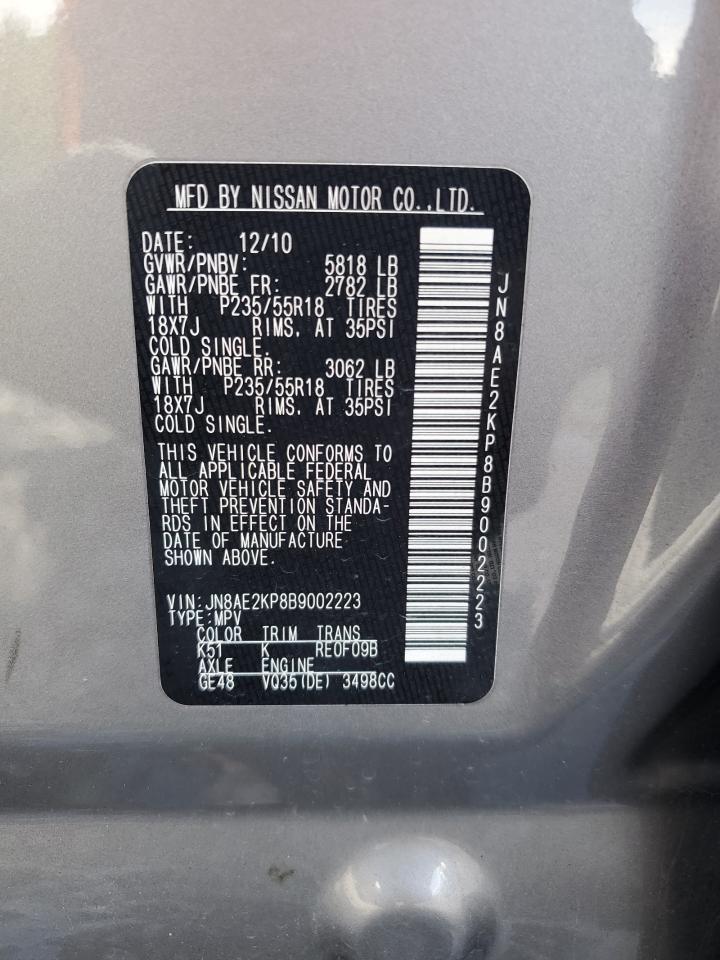 MFD BY NISSAN MOTOR CO.,LTD.
DATE: 12/10
GVWR/PNBV: 5818 LB
GAWR/PNBE FR: 2782 LB
WITH P235/55R18 TIRES
18X7J RIMS, AT 35PSI
COLD SINGLE.
GAWR/PNBE RR: 3062 LB
WITH P235/55R18 TIRES
18X7J RIMS, AT 35PSI
COLD SINGLE.
THIS VEHICLE CONFORMS TO
ALL APPLICABLE FEDERAL
MOTOR VEHICLE SAFETY AND
THEFT PREVENTION STANDA-
RDS IN EFFECT ON THE
DATE OF MANUFACTURE
SHOWN ABOVE.
VIN:JN8AE2KP8B9002223
TYPE:MPV
COLOR TRIM TRANS
K51 K RE0F09B
AXLE ENGINE
GE48 VQ35(DE) 3498CC
JN8AE2KP8B9002223